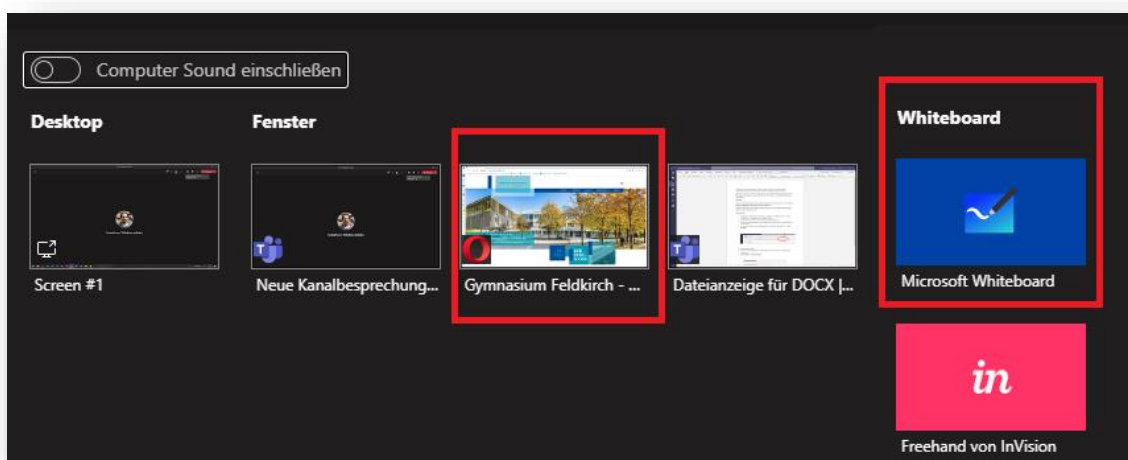 Computer Sound einschließen
Desktop
Fenster
Whiteboard
Screen #1
Neue Kanalbesprechung...
Gymnasium Feldkirch - ...
Dateianzeige für DOCX |...
Microsoft Whiteboard
in
Freehand von InVision